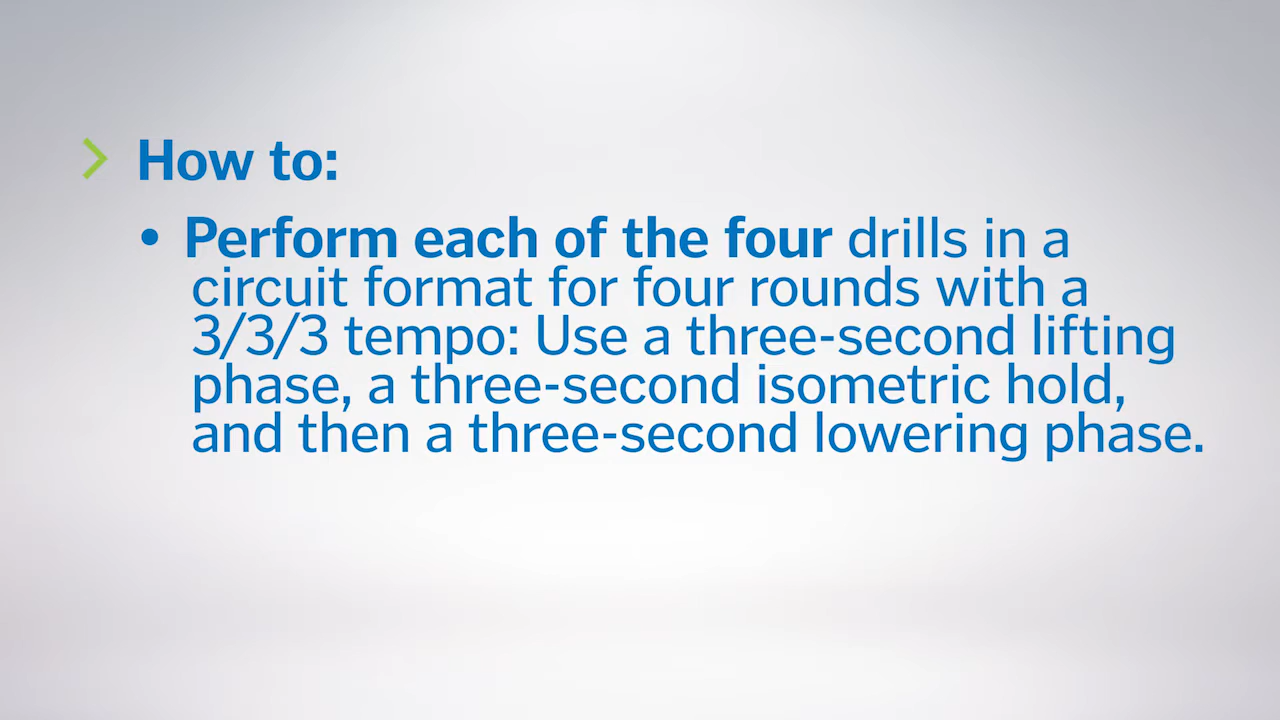 How to:
• Perform each of the four drills in a
circuit format for four rounds with a
3/3/3 tempo: Use a three-second lifting
phase, a three-second isometric hold,
and then a three-second lowering phase.